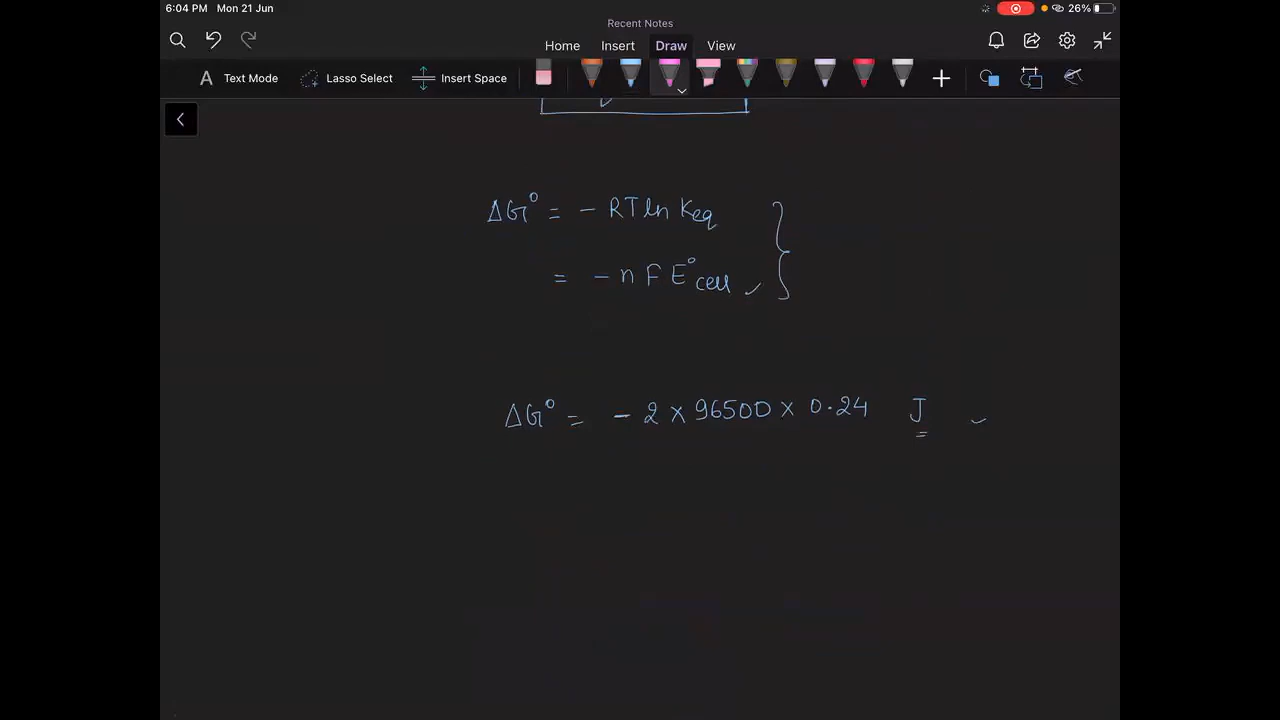 6:04 PM Mon 21 Jun 26%
Recent Notes
Home Insert Draw View
A Text Mode Lasso Select Insert Space
ΔG° = - RT ln Keq
= - n F E°cell
ΔG° = - 2 × 96500 × 0.24 J